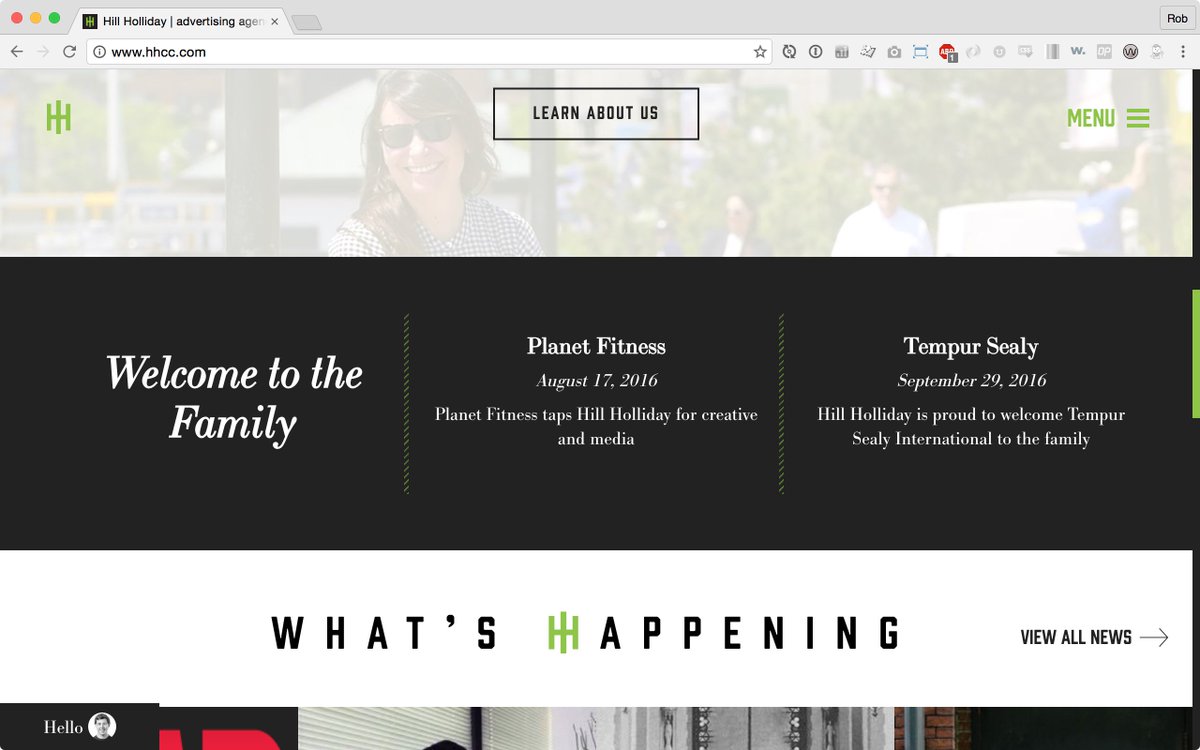 Hill Holliday | advertising agen
Rob
www.hhcc.com
LEARN ABOUT US
MENU
Welcome to the
Family
Planet Fitness
August 17, 2016
Planet Fitness taps Hill Holliday for creative
and media
Tempur Sealy
September 29, 2016
Hill Holliday is proud to welcome Tempur
Sealy International to the family
WHAT'S HAPPENING
VIEW ALL NEWS
Hello